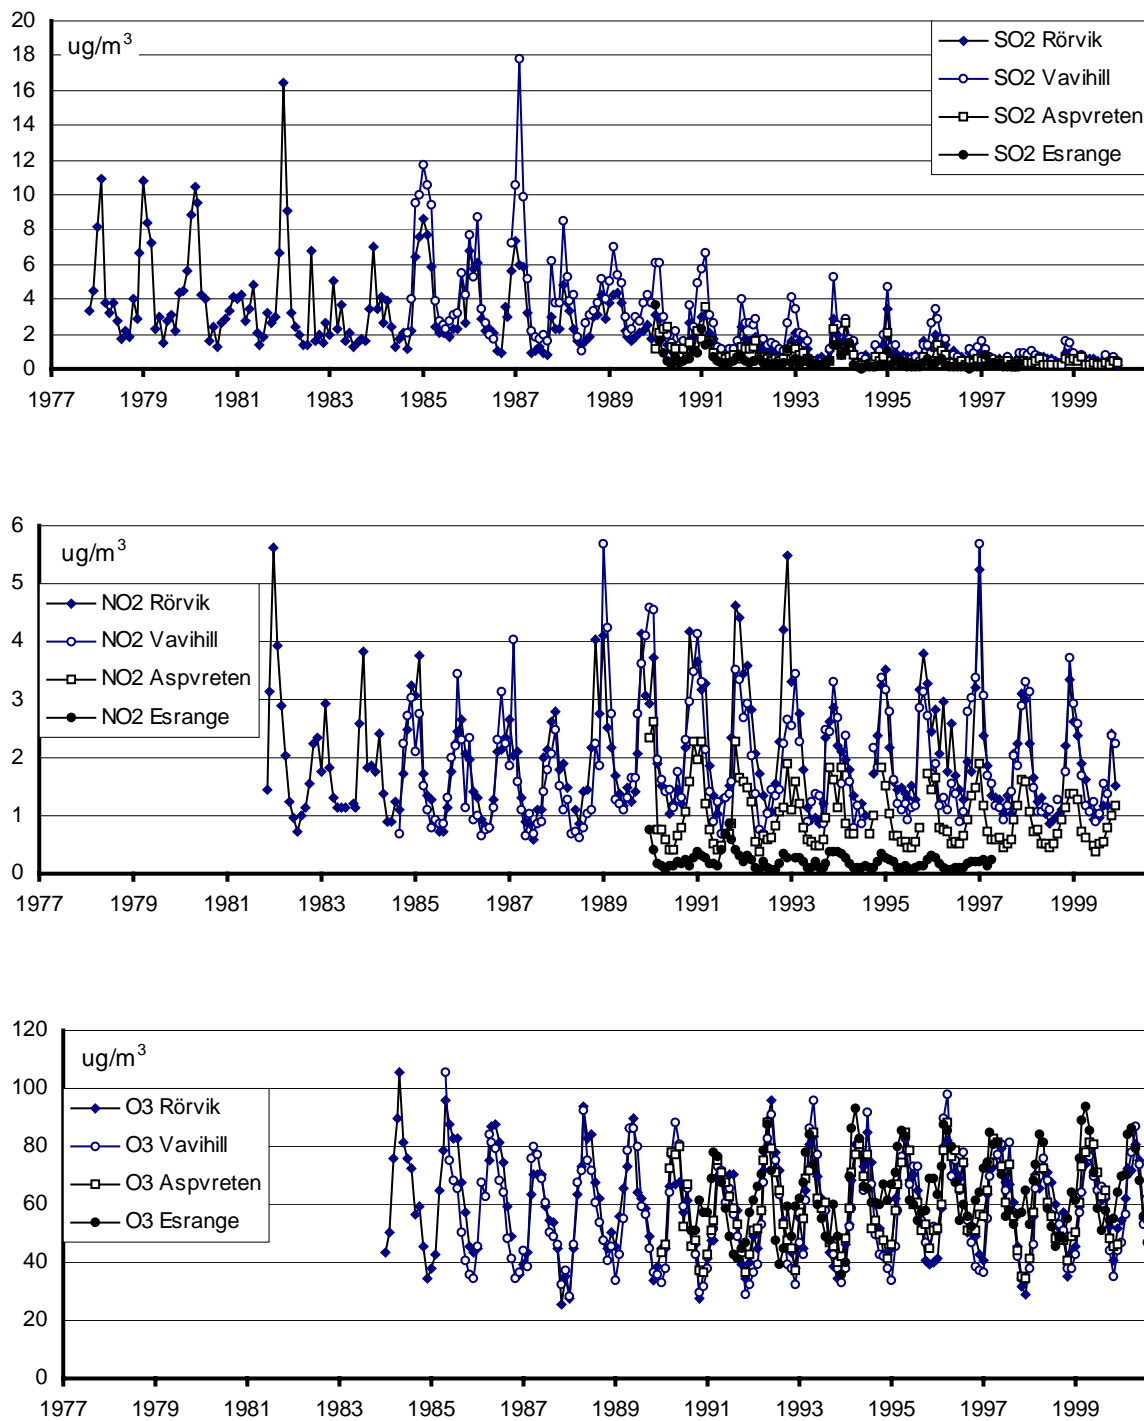 20
18
16
14
12
10
8
6
4
2
0
ug/m³
SO2 Rörvik
SO2 Vavihill
SO2 Aspvreten
SO2 Esrange
1977 1979 1981 1983 1985 1987 1989 1991 1993 1995 1997 1999
6
5
4
3
2
1
0
ug/m³
NO2 Rörvik
NO2 Vavihill
NO2 Aspvreten
NO2 Esrange
1977 1979 1981 1983 1985 1987 1989 1991 1993 1995 1997 1999
120
100
80
60
40
20
0
ug/m³
O3 Rörvik
O3 Vavihill
O3 Aspvreten
O3 Esrange
1977 1979 1981 1983 1985 1987 1989 1991 1993 1995 1997 1999